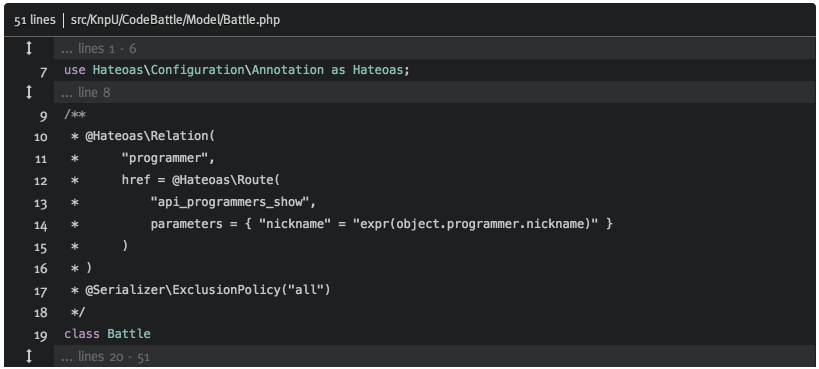 51 lines | src/KnpU/CodeBattle/Model/Battle.php
... lines 1 - 6
7 use Hateoas\Configuration\Annotation as Hateoas;
... line 8
9 /**
10  * @Hateoas\Relation(
11  *      "programmer",
12  *      href = @Hateoas\Route(
13  *          "api_programmers_show",
14  *          parameters = { "nickname" = "expr(object.programmer.nickname)" }
15  *      )
16  * )
17  * @Serializer\ExclusionPolicy("all")
18  */
19 class Battle
... lines 20 - 51